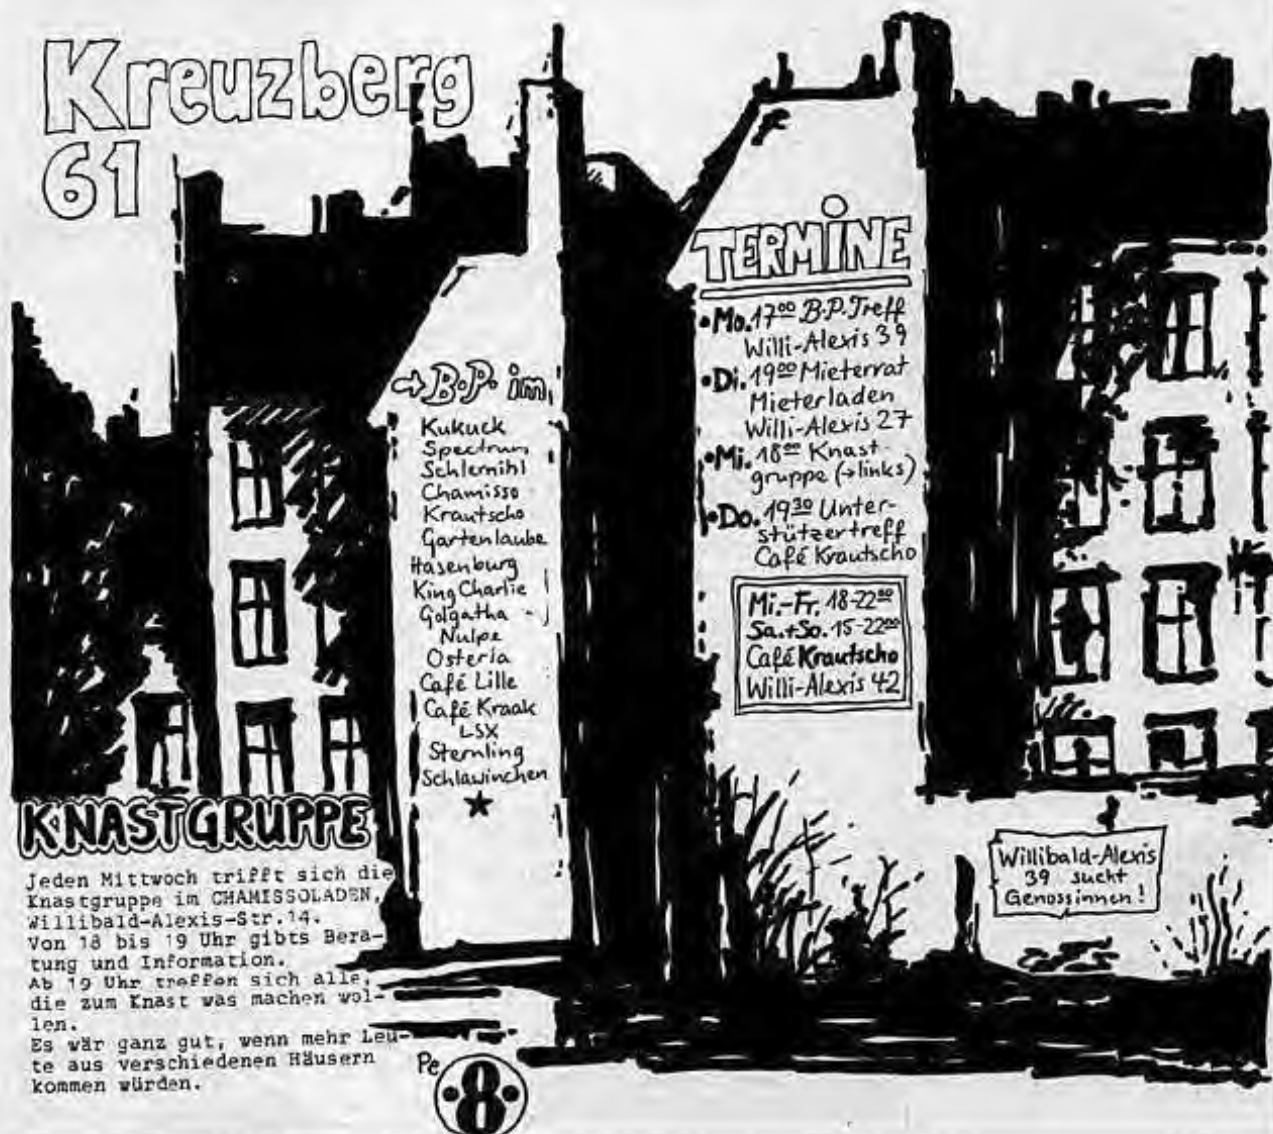 Kreuzberg
61
→B.P. im
Kukuck
Spectrum
Schlemihl
Chamisso
Krautscho
Gartenlaube
Hasenburg
King Charlie
Golgatha
Nulpe
Osteria
Café Lille
Café Kraak
LSX
Sternling
Schlawinchen
TERMINE
•Mo. 17⁰⁰ B.P. Treff
Willi-Alexis 39
•Di. 19⁰⁰ Mieterrat
Mieterladen
Willi-Alexis 27
•Mi. 18⁰⁰ Knast-
gruppe (→links)
•Do. 19³⁰ Unter-
stützertreff
Café Krautscho
Mi.-Fr. 18-22⁰⁰
Sa.+So. 15-22⁰⁰
Café Krautscho
Willi-Alexis 42
Willibald-Alexis
39 sucht
Genossinnen!
KNASTGRUPPE
Jeden Mittwoch trifft sich die
Knastgruppe im CHAMISSOLADEN,
Willibald-Alexis-Str.14.
Von 18 bis 19 Uhr gibts Bera-
tung und Information.
Ab 19 Uhr treffen sich alle,
die zum Knast was machen wol-
len.
Es wär ganz gut, wenn mehr Leu-
te aus verschiedenen Häusern
kommen würden.
Pe
·8·